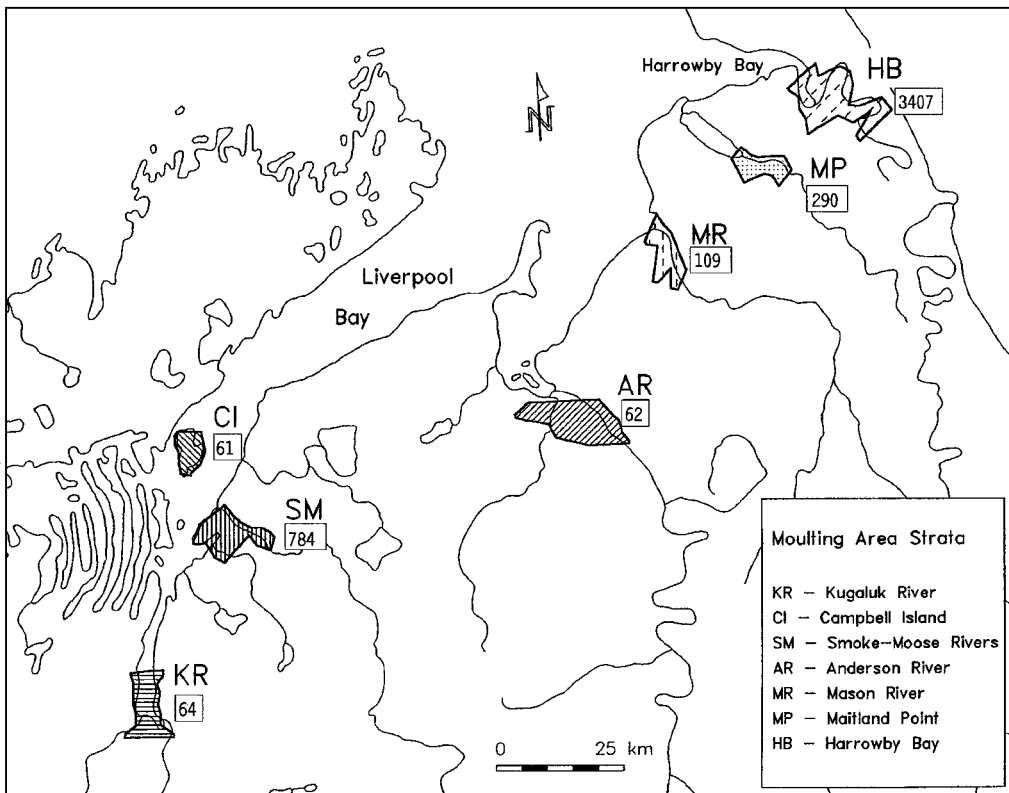 Harrowby Bay
HB
3407
N
MP
290
MR
109
Liverpool
Bay
AR
62
CI
61
SM
784
KR
64
0 25 km
Moulting Area Strata
KR – Kugaluk River
CI – Campbell Island
SM – Smoke–Moose Rivers
AR – Anderson River
MR – Mason River
MP – Maitland Point
HB – Harrowby Bay